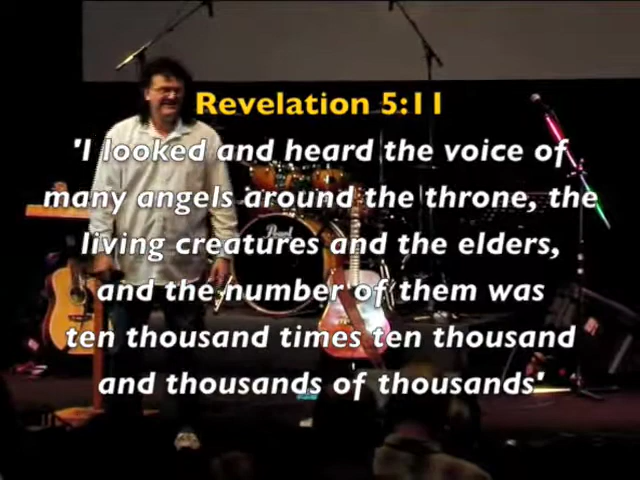 Revelation 5:11
'I looked and heard the voice of
many angels around the throne, the
living creatures and the elders,
and the number of them was
ten thousand times ten thousand
and thousands of thousands'
Pearl